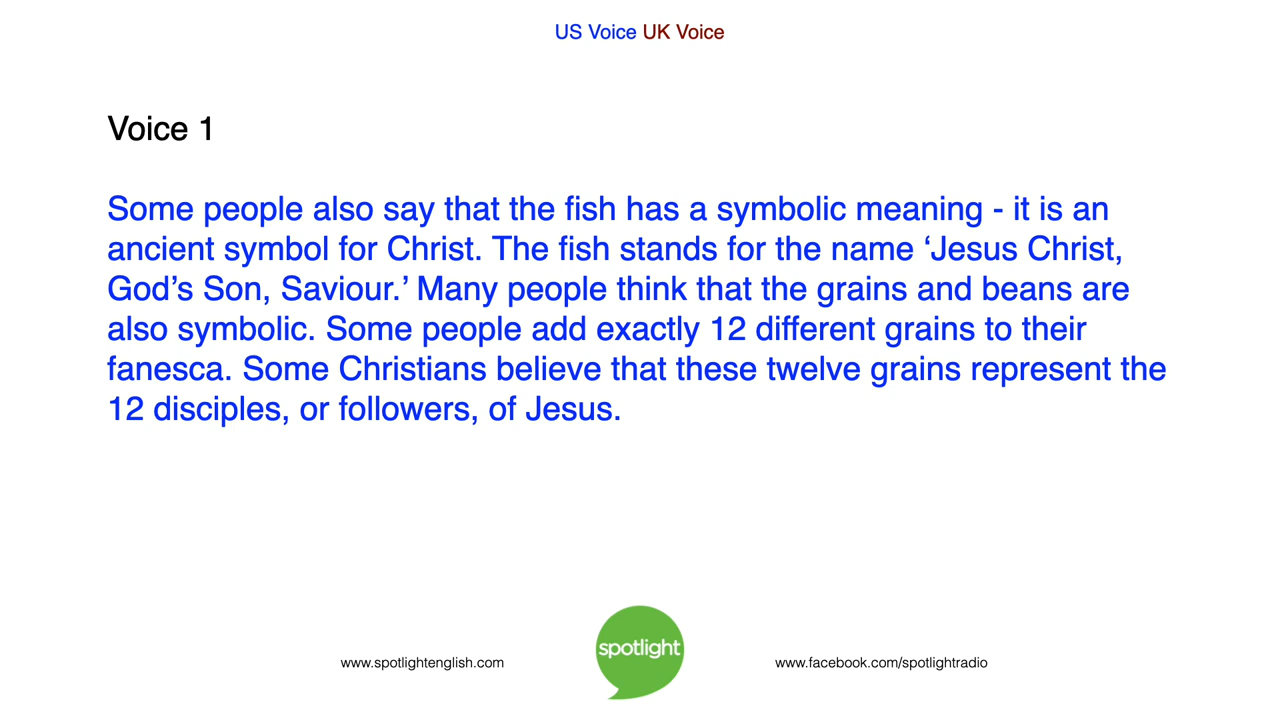 US Voice UK Voice
Voice 1
Some people also say that the fish has a symbolic meaning - it is an
ancient symbol for Christ. The fish stands for the name ‘Jesus Christ,
God’s Son, Saviour.’ Many people think that the grains and beans are
also symbolic. Some people add exactly 12 different grains to their
fanesca. Some Christians believe that these twelve grains represent the
12 disciples, or followers, of Jesus.
www.spotlightenglish.com
spotlight
www.facebook.com/spotlightradio